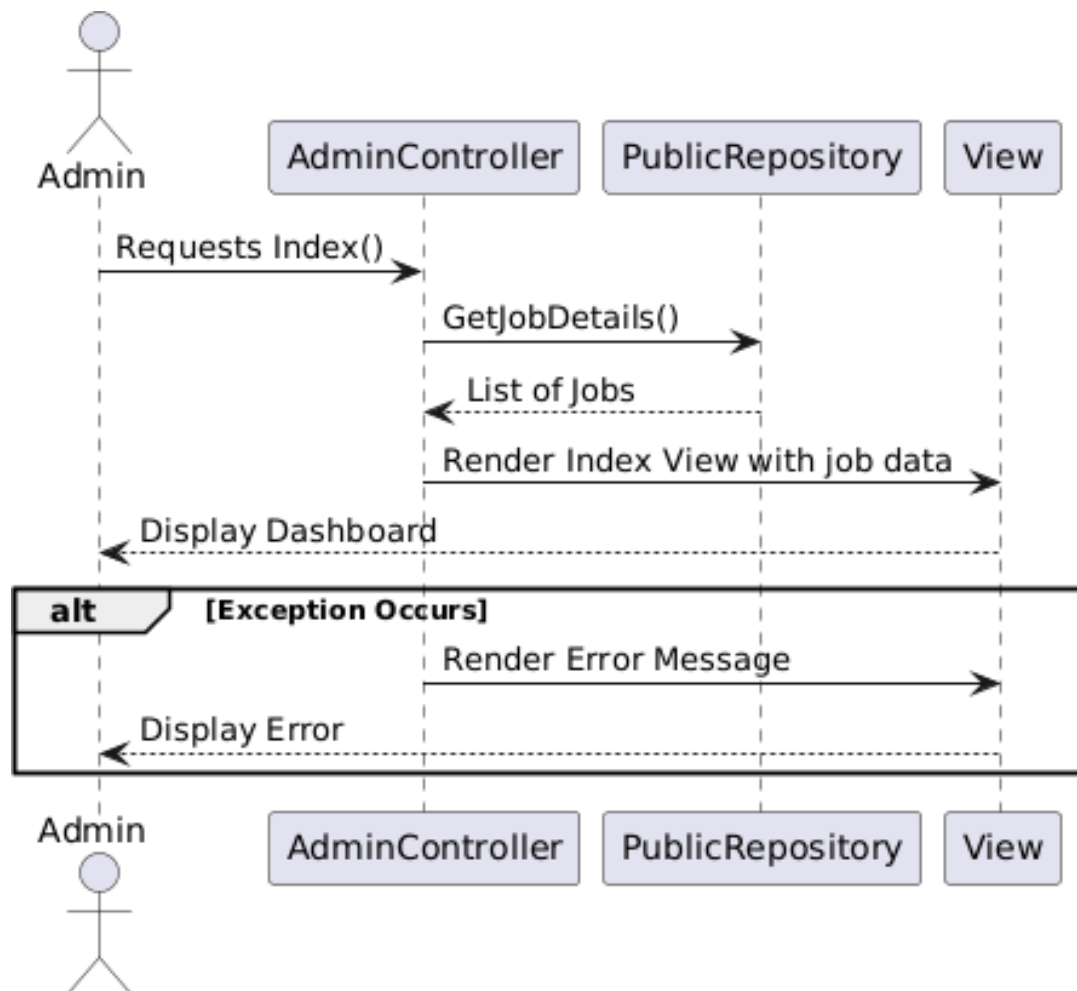 Admin
AdminController
PublicRepository
View
Requests Index()
GetJobDetails()
List of Jobs
Render Index View with job data
Display Dashboard
alt
[Exception Occurs]
Render Error Message
Display Error
Admin
AdminController
PublicRepository
View